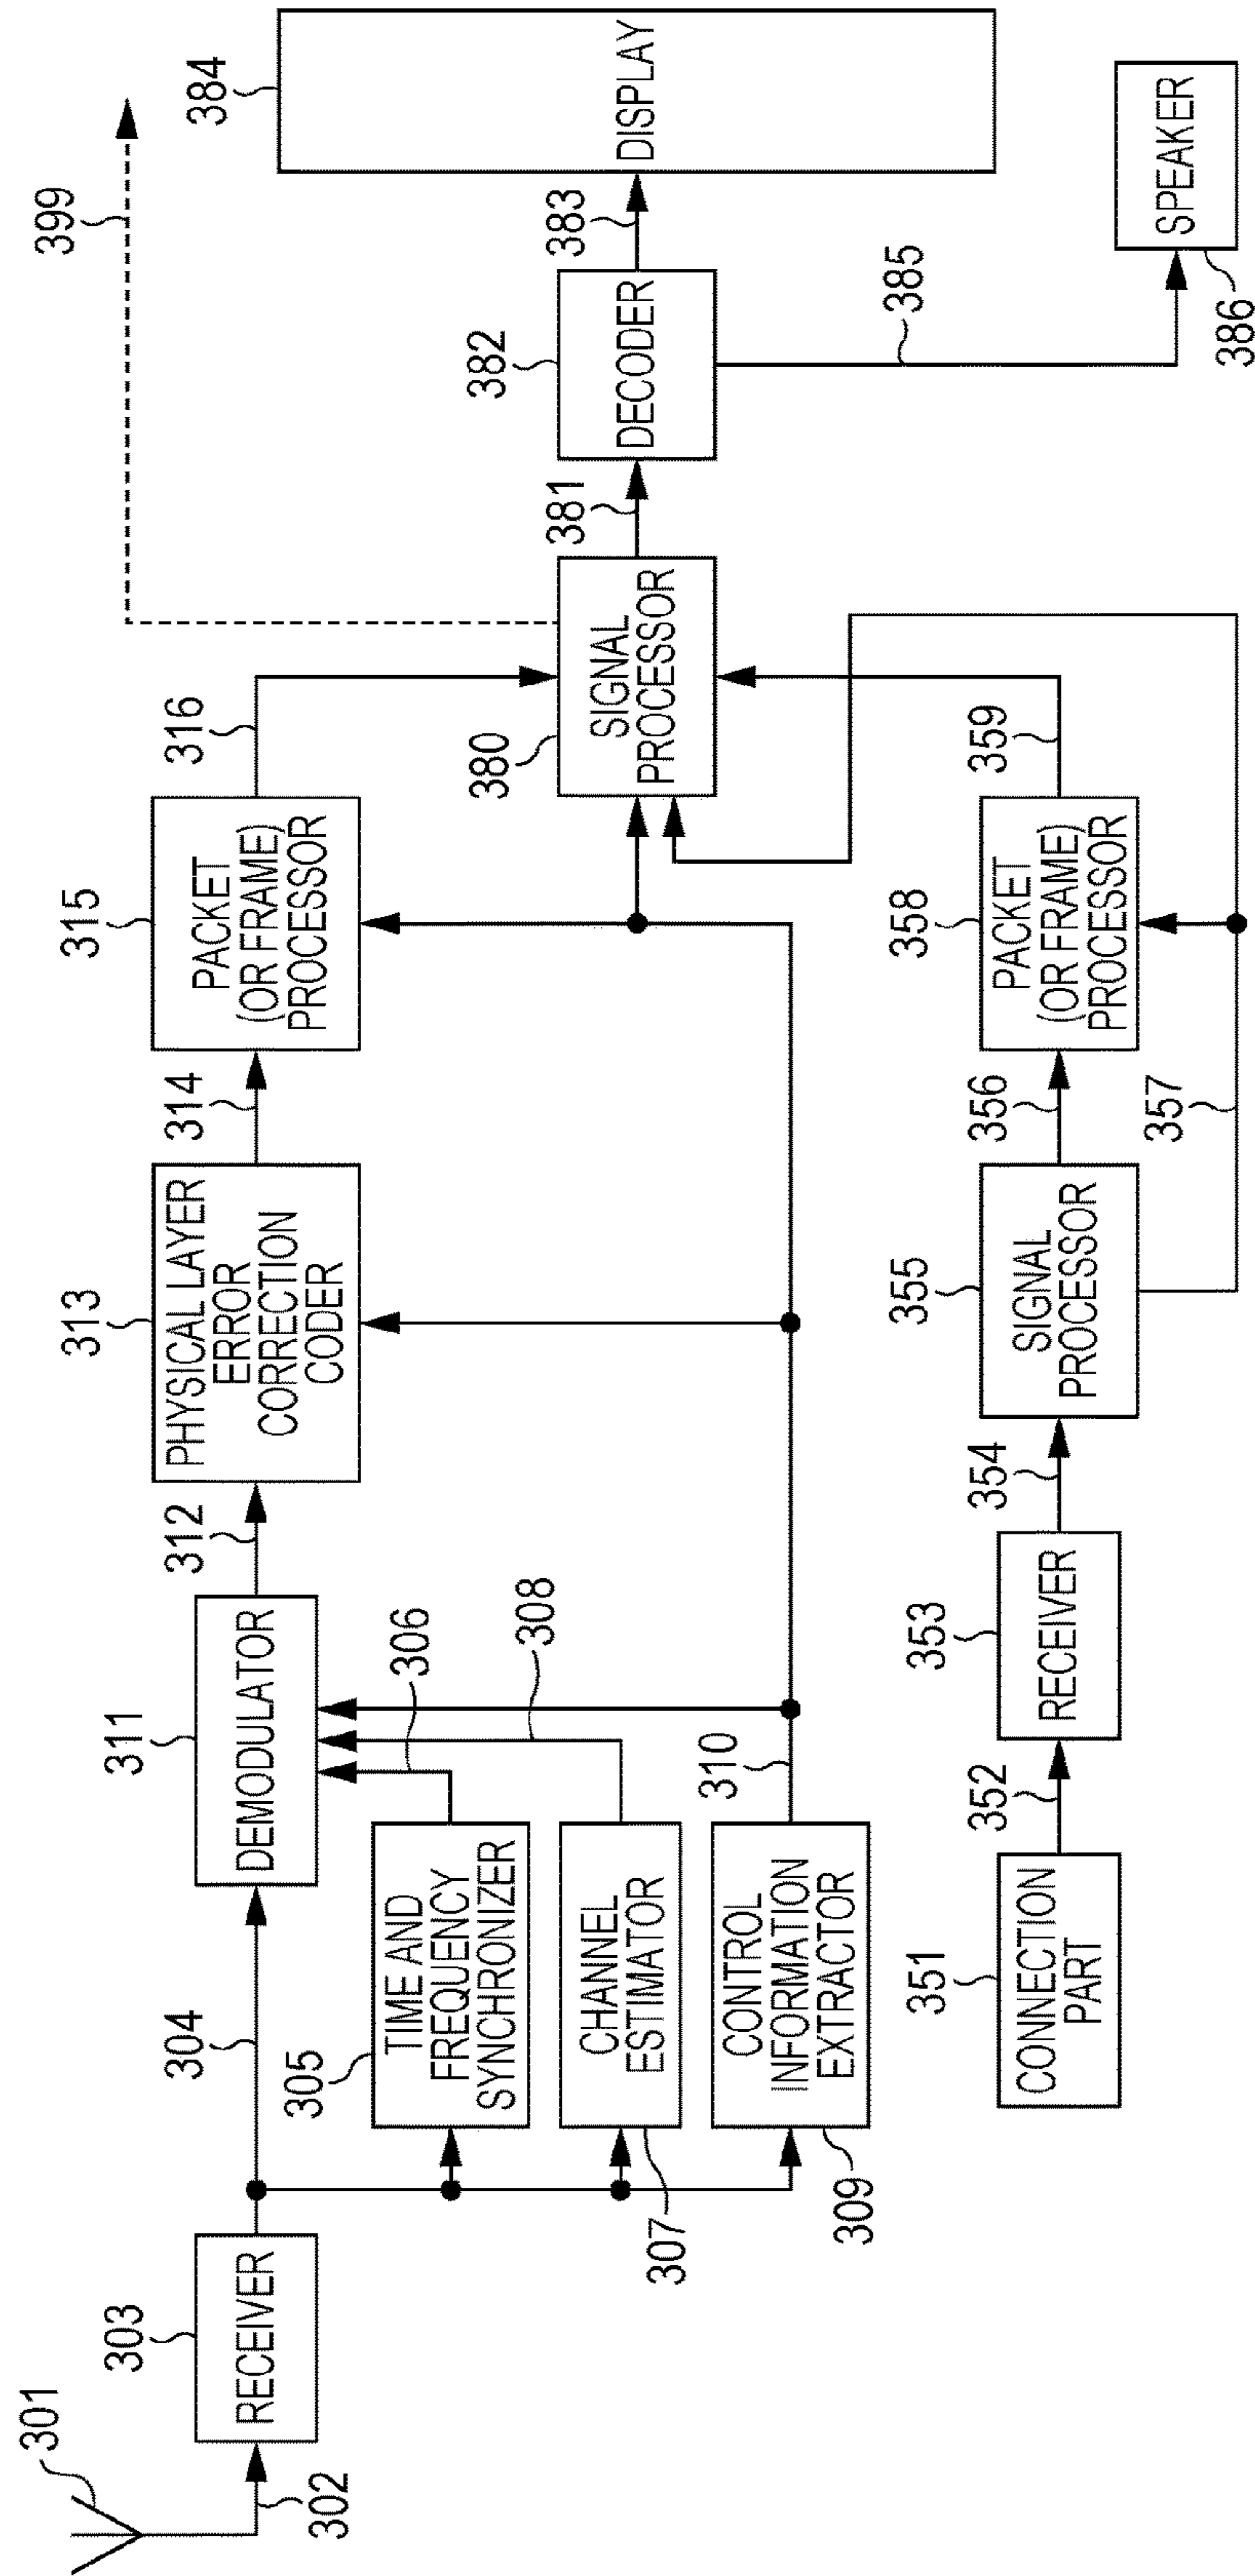 301
302
303
RECEIVER
304
305
TIME AND
FREQUENCY
SYNCHRONIZER
306
307
CHANNEL
ESTIMATOR
308
309
CONTROL
INFORMATION
EXTRACTOR
310
311
DEMODULATOR
312
313
PHYSICAL LAYER
ERROR
CORRECTION
CODER
314
315
PACKET
(OR FRAME)
PROCESSOR
316
399
380
SIGNAL
PROCESSOR
381
382
DECODER
383
384
DISPLAY
385
386
SPEAKER
351
CONNECTION
PART
352
353
RECEIVER
354
355
SIGNAL
PROCESSOR
356
357
358
PACKET
(OR FRAME)
PROCESSOR
359